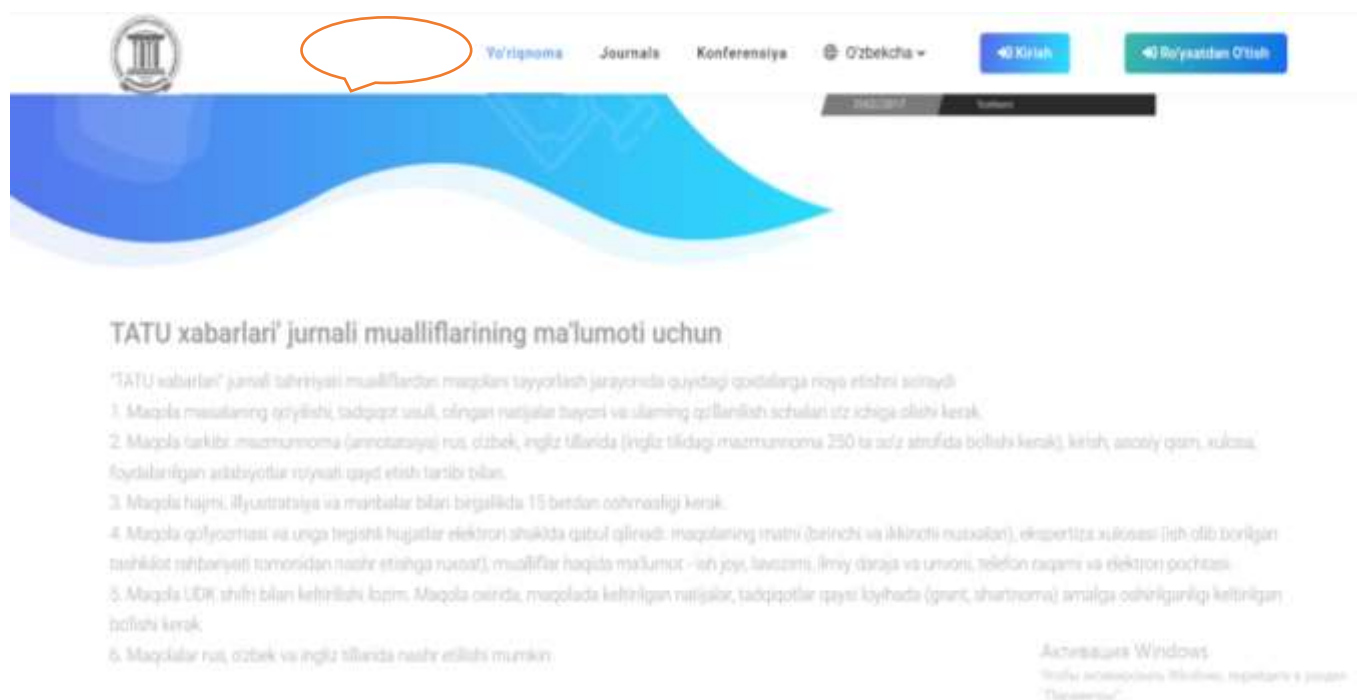 Yo'riqnoma Journals Konferensiya O'zbekcha Kirish Ro'yxatdan O'tish
2542/2017
TATU xabarlari' jurnali mualliflarining ma'lumoti uchun
"TATU xabarlari" jurnali tahririyati mualliflardan maqolani tayyorlash jarayonida quyidagi qoidalarga rioya etishni so'raydi
1. Maqola masalaning qo'yilishi, tadqiqot usuli, olingan natijalar bayoni va ularning qo'llanilish sohalari o'z ichiga olishi kerak.
2. Maqola tarkibi: mazmunnoma (annotatsiya) rus, o'zbek, ingliz tillarida (ingliz tilidagi mazmunnoma 250 ta so'z atrofida bo'lishi kerak), kirish, asosiy qism, xulosa,
foydalanilgan adabiyotlar ro'yxati qayd etish tartibi bilan.
3. Maqola hajmi, illyustratsiya va manbalar bilan birgalikda 15 betdan oshmasligi kerak.
4. Maqola qo'lyozmasi va unga tegishli hujjatlar elektron shaklda qabul qilinadi: maqolaning matni (birinchi va ikkinchi nusxalari), ekspertiza xulosasi (ish olib borilgan
tashkilot rahbariyati tomonidan nashr etishga ruxsat), mualliflar haqida ma'lumot - ish joyi, lavozimi, ilmiy daraja va unvoni, telefon raqami va elektron pochtasi.
5. Maqola UDK shifri bilan keltirilishi lozim. Maqola oxirida, maqolada keltirilgan natijalar, tadqiqotlar qaysi loyihada (grant, shartnoma) amalga oshirilganligi keltirilgan
bo'lishi kerak.
6. Maqolalar rus, o'zbek va ingliz tillarida nashr etilishi mumkin.
Активация Windows
Чтобы активировать Windows, перейдите в раздел
"Параметры".